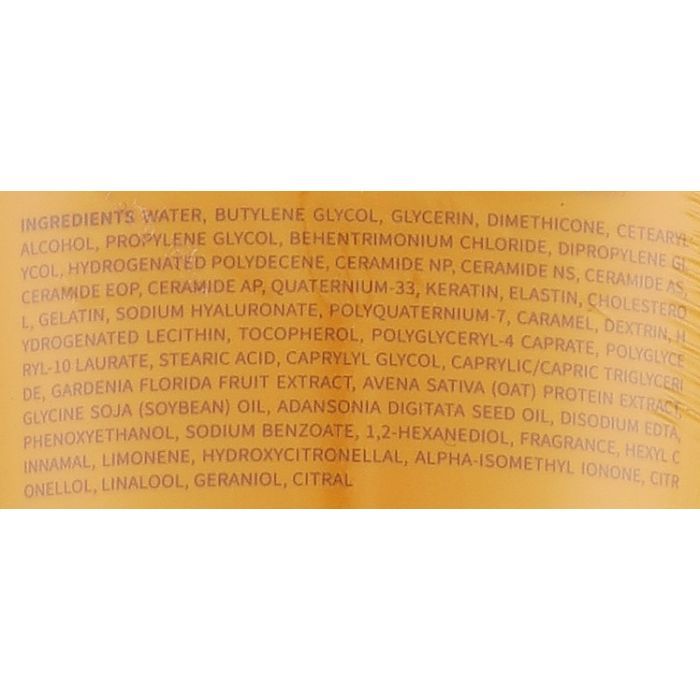 INGREDIENTS WATER, BUTYLENE GLYCOL, GLYCERIN, DIMETHICONE, CETEARYL
ALCOHOL, PROPYLENE GLYCOL, BEHENTRIMONIUM CHLORIDE, DIPROPYLENE GL
YCOL, HYDROGENATED POLYDECENE, CERAMIDE NP, CERAMIDE NS, CERAMIDE AS,
CERAMIDE EOP, CERAMIDE AP, QUATERNIUM-33, KERATIN, ELASTIN, CHOLESTERO
L, GELATIN, SODIUM HYALURONATE, POLYQUATERNIUM-7, CARAMEL, DEXTRIN, H
YDROGENATED LECITHIN, TOCOPHEROL, POLYGLYCERYL-4 CAPRATE, POLYGLYCE
RYL-10 LAURATE, STEARIC ACID, CAPRYLYL GLYCOL, CAPRYLIC/CAPRIC TRIGLYCERI
DE, GARDENIA FLORIDA FRUIT EXTRACT, AVENA SATIVA (OAT) PROTEIN EXTRACT,
GLYCINE SOJA (SOYBEAN) OIL, ADANSONIA DIGITATA SEED OIL, DISODIUM EDTA,
PHENOXYETHANOL, SODIUM BENZOATE, 1,2-HEXANEDIOL, FRAGRANCE, HEXYL C
INNAMAL, LIMONENE, HYDROXYCITRONELLAL, ALPHA-ISOMETHYL IONONE, CITR
ONELLOL, LINALOOL, GERANIOL, CITRAL